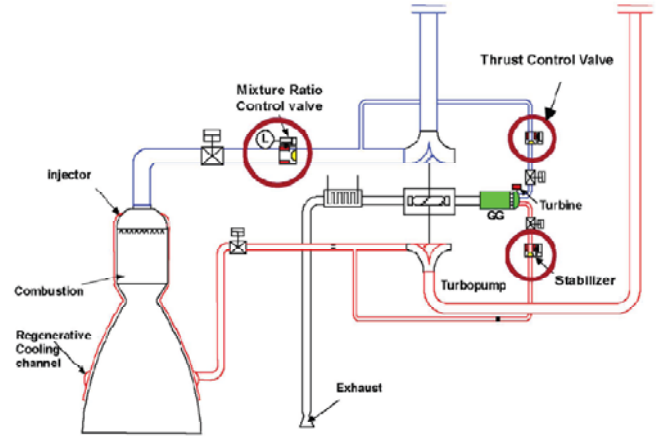 Thrust Control Valve
Mixture Ratio
Control valve
L
injector
Turbine
GG
Combustion
Turbopump
Stabilizer
Regenerative
Cooling
channel
Exhaust